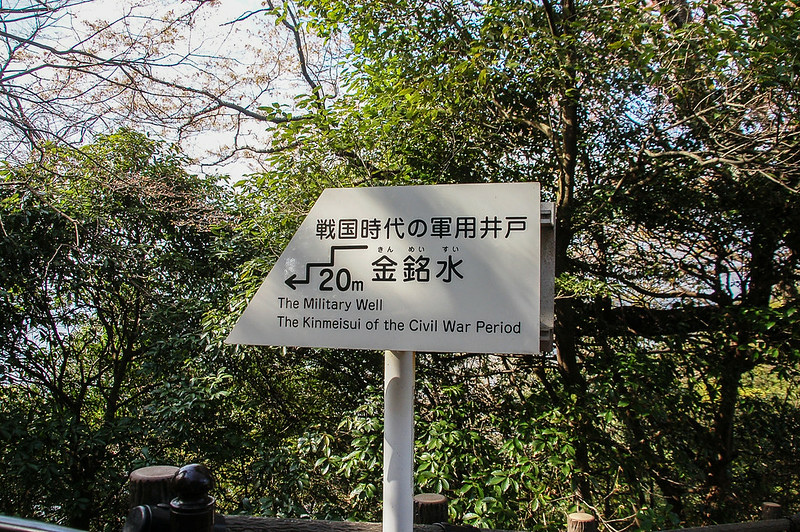 戦国時代の軍用井戸
きん めい すい
20m 金銘水
The Military Well
The Kinmeisui of the Civil War Period